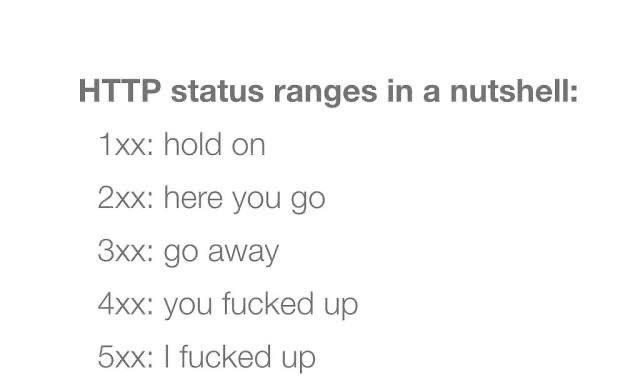 HTTP status ranges in a nutshell:
1xx: hold on
2xx: here you go
3xx: go away
4xx: you fucked up
5xx: I fucked up